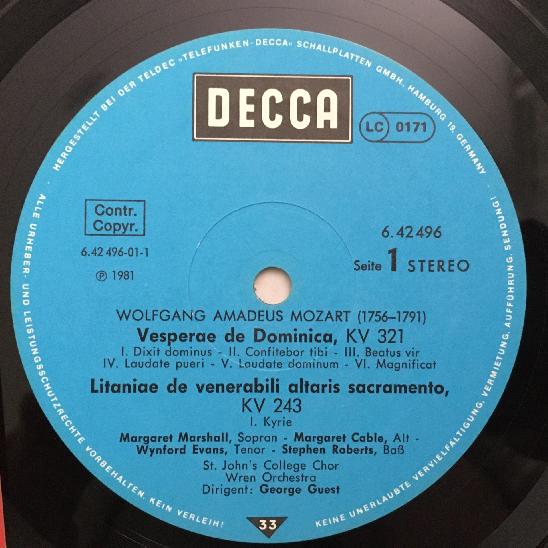 HERGESTELLT BEI DER TELDEC »TELEFUNKEN-DECCA« SCHALLPLATTEN GMBH, HAMBURG 19, GERMANY
DECCA
LC 0171
Contr.
Copyr.
6.42 496-01-1
Ⓟ 1981
6.42496
Seite 1 STEREO
WOLFGANG AMADEUS MOZART (1756–1791)
Vesperae de Dominica, KV 321
I. Dixit dominus - II. Confitebor tibi - III. Beatus vir
IV. Laudate pueri - V. Laudate dominum - VI. Magnificat
Litaniae de venerabili altaris sacramento,
KV 243
I. Kyrie
Margaret Marshall, Sopran - Margaret Cable, Alt -
Wynford Evans, Tenor - Stephen Roberts, Baß
St. John's College Chor
Wren Orchestra
Dirigent: George Guest
33
ALLE URHEBER- UND LEISTUNGSSCHUTZRECHTE VORBEHALTEN. KEIN VERLEIH! KEINE UNERLAUBTE VERVIELFÄLTIGUNG, VERMIETUNG, AUFFÜHRUNG, SENDUNG!